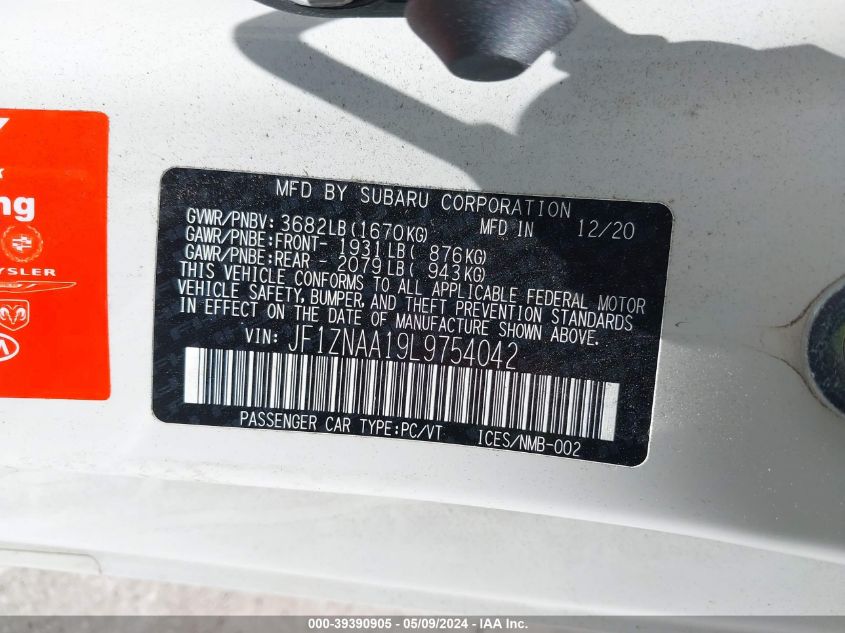 MFD BY SUBARU CORPORATION
GVWR/PNBV: 3682LB(1670KG) MFD IN 12/20
GAWR/PNBE:FRONT- 1931LB( 876KG)
GAWR/PNBE:REAR - 2079LB( 943KG)
THIS VEHICLE CONFORMS TO ALL APPLICABLE FEDERAL MOTOR
VEHICLE SAFETY, BUMPER, AND THEFT PREVENTION STANDARDS
IN EFFECT ON THE DATE OF MANUFACTURE SHOWN ABOVE.
VIN: JF1ZNAA19L9754042
PASSENGER CAR TYPE:PC/VT ICES/NMB-002
ng
RYSLER
KIA
000-39390905 - 05/09/2024 - IAA Inc.